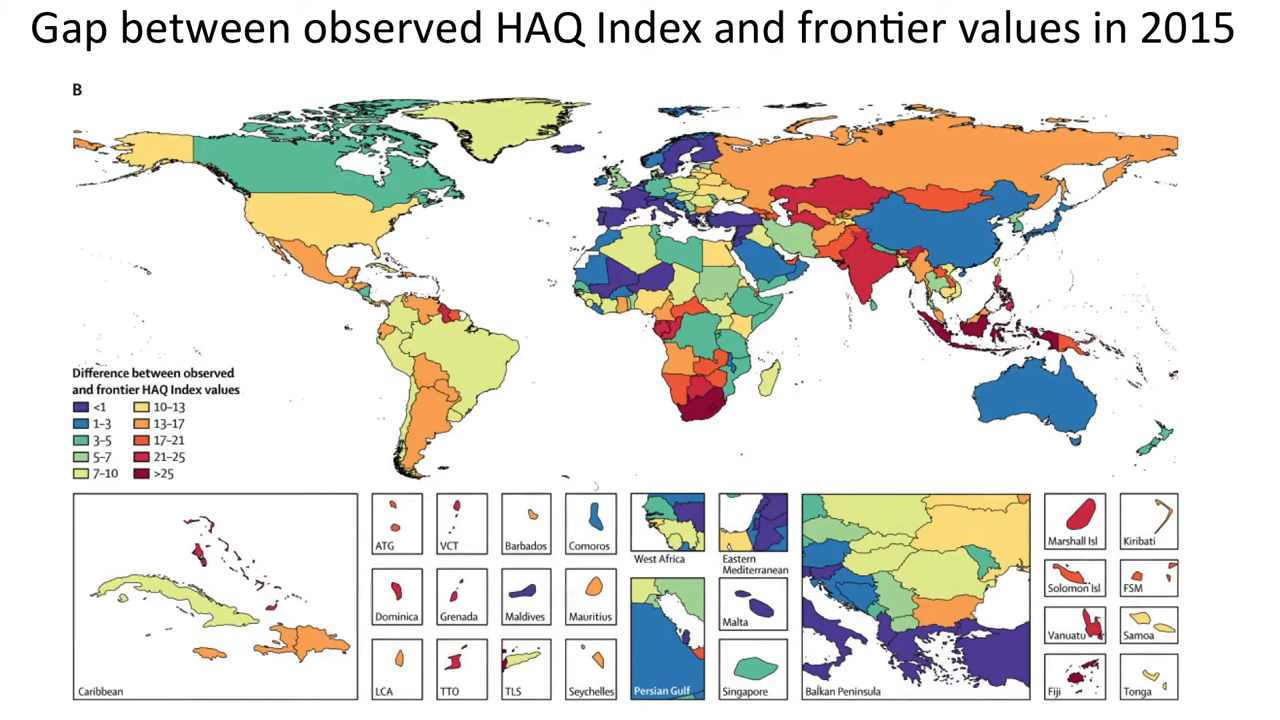 Gap between observed HAQ Index and frontier values in 2015
B
Difference between observed
and frontier HAQ Index values
<1
1–3
3–5
5–7
7–10
10–13
13–17
17–21
21–25
>25
Caribbean
ATG
VCT
Barbados
Comoros
Dominica
Grenada
Maldives
Mauritius
LCA
TTO
TLS
Seychelles
West Africa
Eastern
Mediterranean
Persian Gulf
Malta
Singapore
Balkan Peninsula
Marshall Isl
Kiribati
Solomon Isl
FSM
Vanuatu
Samoa
Fiji
Tonga